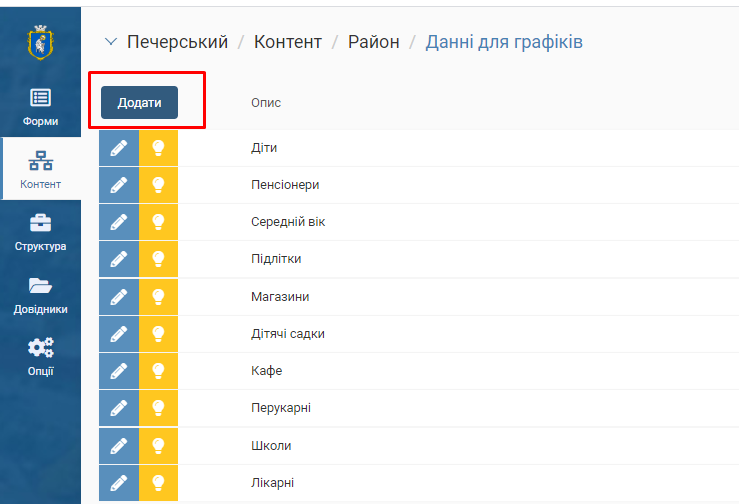 Печерський / Контент / Район / Данні для графіків
Додати
Опис
Форми
Контент
Структура
Довідники
Опції
Діти
Пенсіонери
Середній вік
Підлітки
Магазини
Дітячі садки
Кафе
Перукарні
Школи
Лікарні